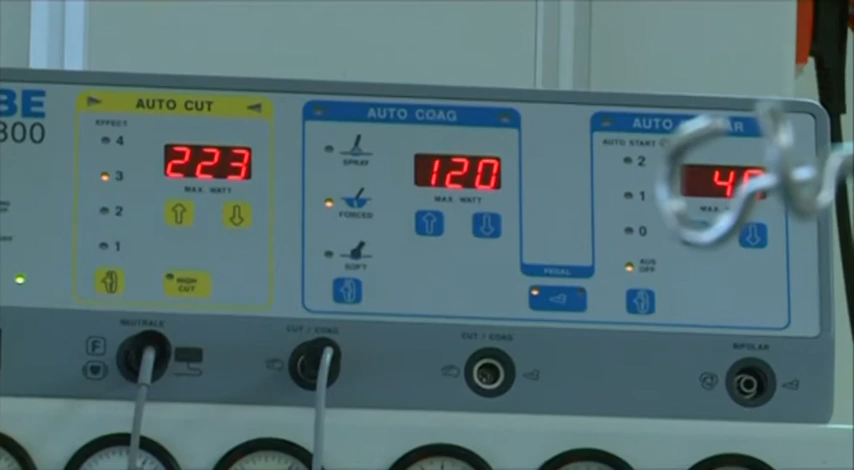 BE
300
AUTO CUT
EFFECT
4
3
2
1
223
MAX. WATT
HIGH
CUT
AUTO COAG
SPRAY
FORCED
SOFT
120
MAX. WATT
PEDAL
AUTO START
2
1
0
AUS
OFF
NEUTRALE
F
CUT / COAG
CUT / COAG
BIPOLAR